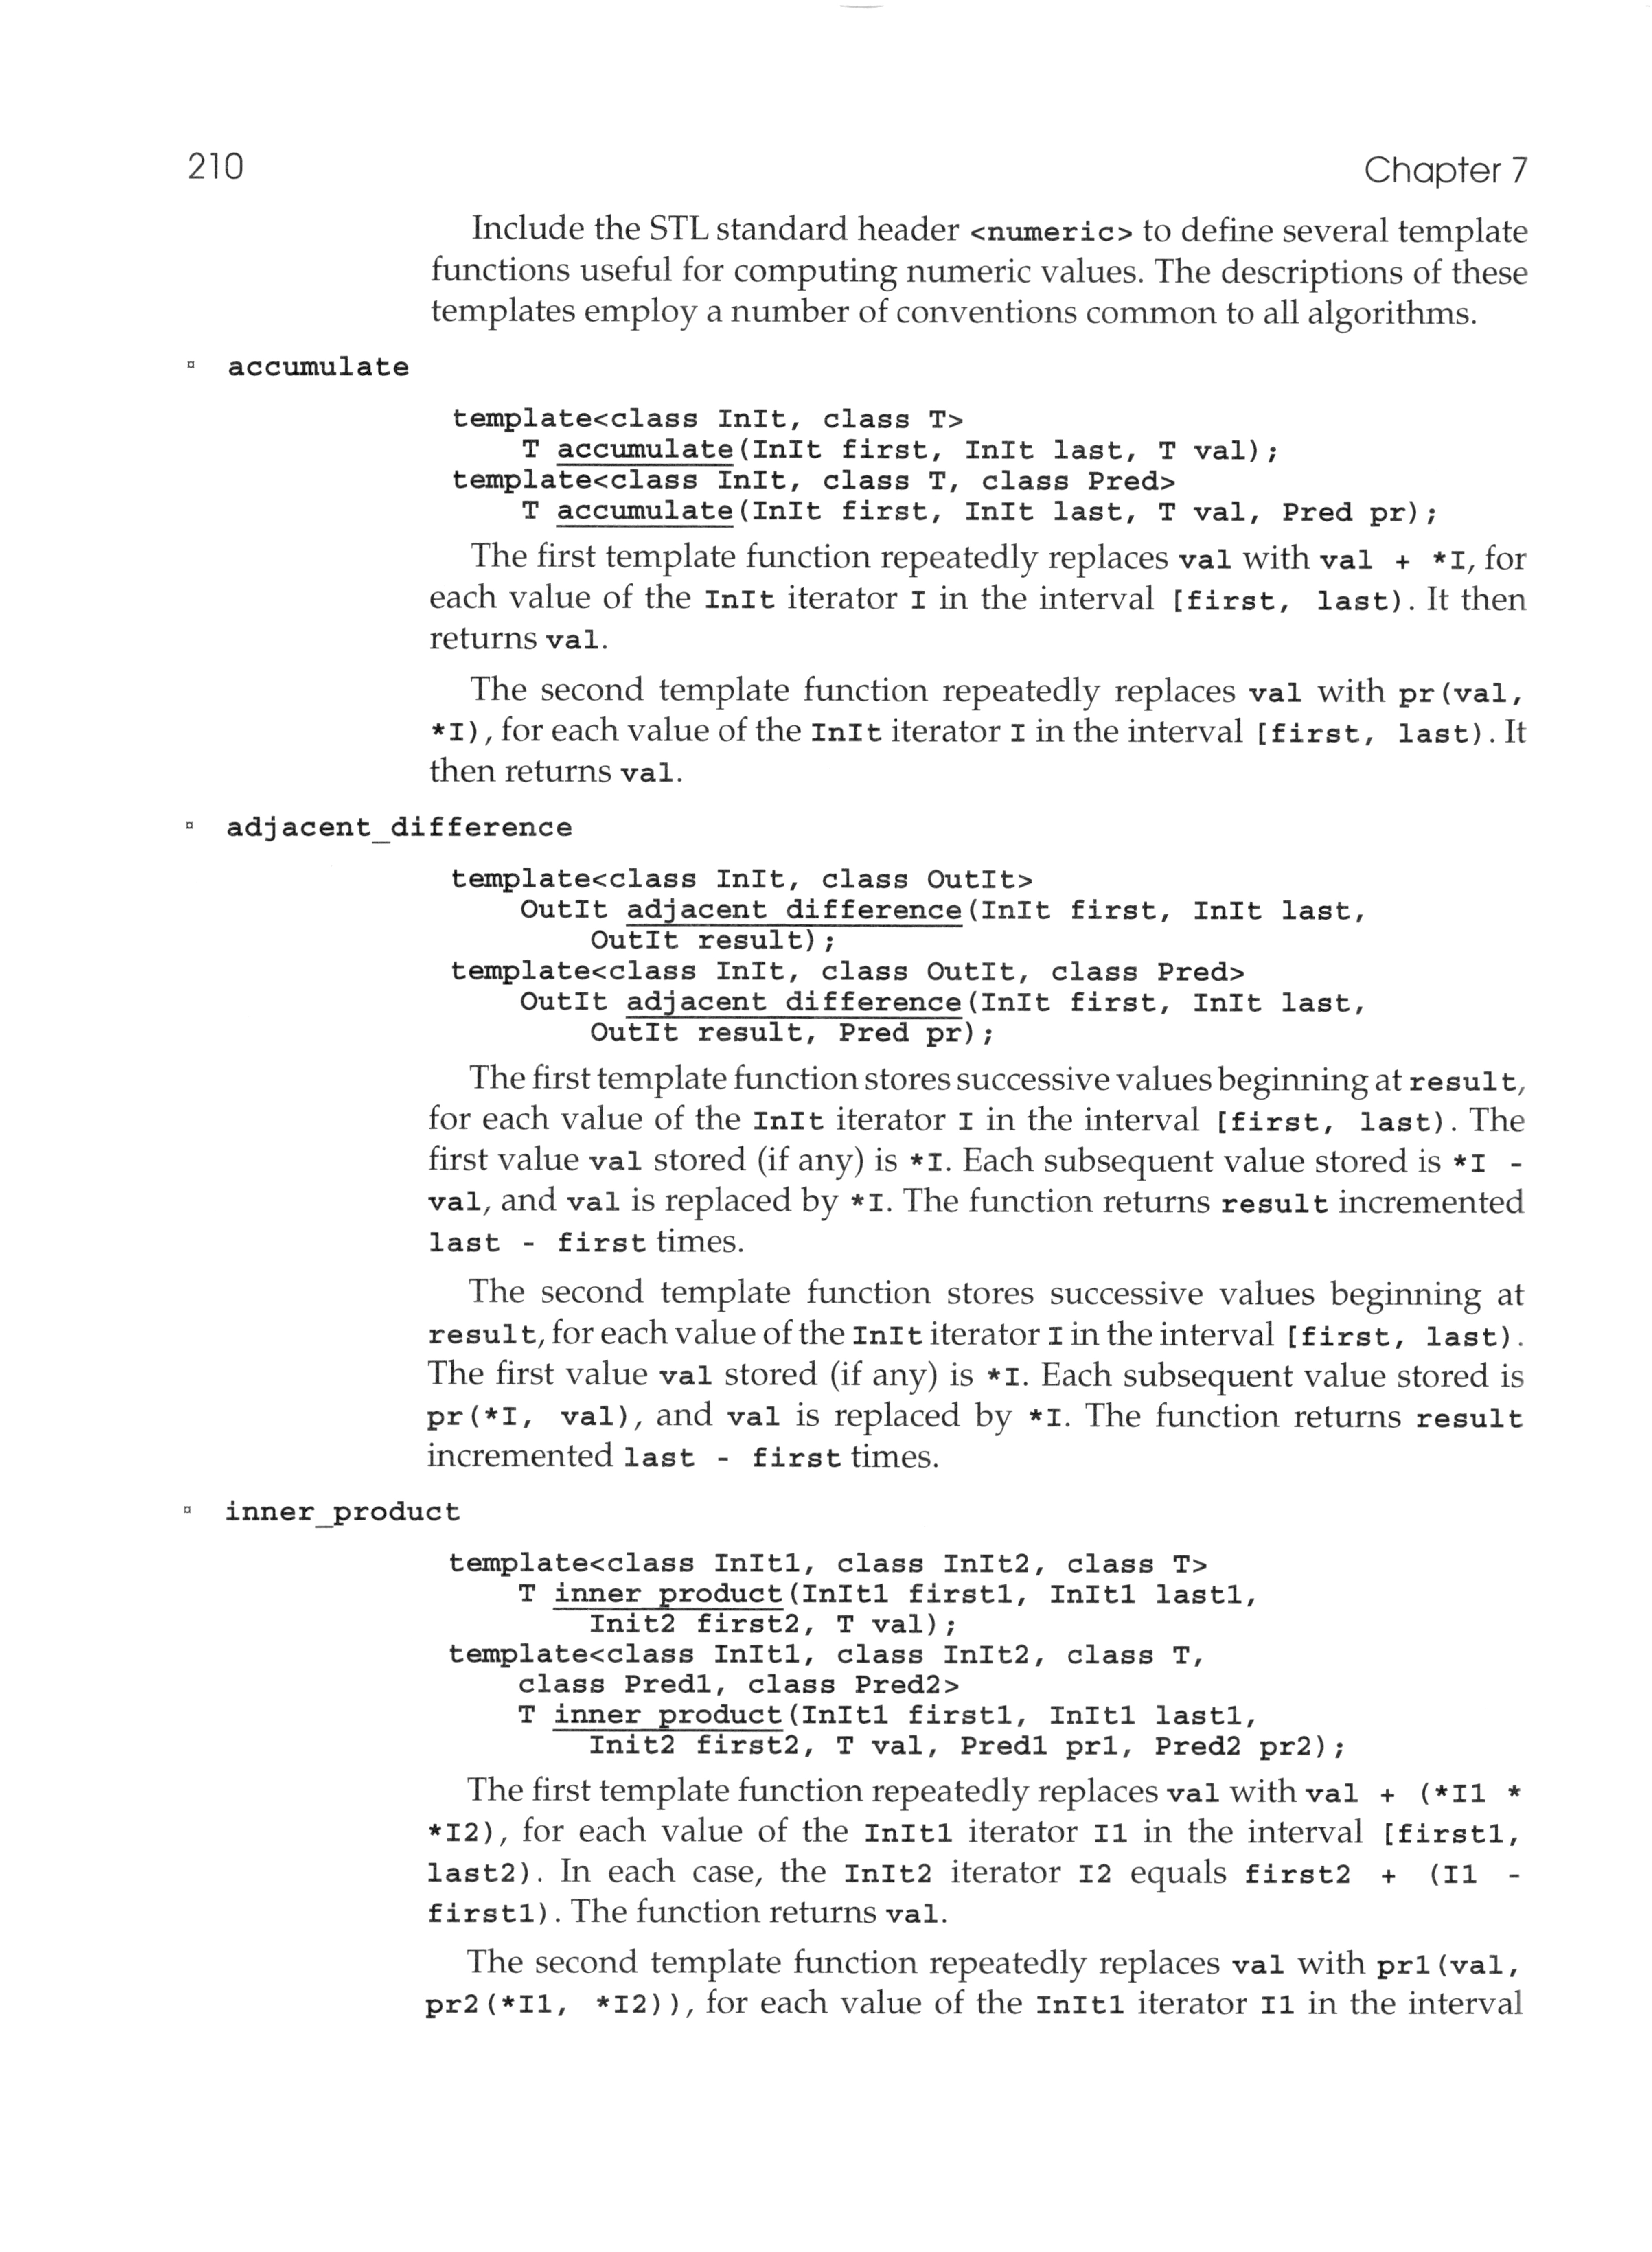 210
Chapter 7
Include the STL standard header <numeric> to define several template
functions useful for computing numeric values. The descriptions of these
templates employ a number of conventions common to all algorithms.
▫ accumulate
template<class InIt, class T>
    T accumulate(InIt first, InIt last, T val);
template<class InIt, class T, class Pred>
    T accumulate(InIt first, InIt last, T val, Pred pr);
The first template function repeatedly replaces val with val + *I, for
each value of the InIt iterator I in the interval [first, last). It then
returns val.
The second template function repeatedly replaces val with pr(val,
*I), for each value of the InIt iterator I in the interval [first, last). It
then returns val.
▫ adjacent_difference
template<class InIt, class OutIt>
    OutIt adjacent_difference(InIt first, InIt last,
        OutIt result);
template<class InIt, class OutIt, class Pred>
    OutIt adjacent_difference(InIt first, InIt last,
        OutIt result, Pred pr);
The first template function stores successive values beginning at result,
for each value of the InIt iterator I in the interval [first, last). The
first value val stored (if any) is *I. Each subsequent value stored is *I -
val, and val is replaced by *I. The function returns result incremented
last - first times.
The second template function stores successive values beginning at
result, for each value of the InIt iterator I in the interval [first, last).
The first value val stored (if any) is *I. Each subsequent value stored is
pr(*I, val), and val is replaced by *I. The function returns result
incremented last - first times.
▫ inner_product
template<class InIt1, class InIt2, class T>
    T inner_product(InIt1 first1, InIt1 last1,
        Init2 first2, T val);
template<class InIt1, class InIt2, class T,
    class Pred1, class Pred2>
    T inner_product(InIt1 first1, InIt1 last1,
        Init2 first2, T val, Pred1 pr1, Pred2 pr2);
The first template function repeatedly replaces val with val + (*I1 *
*I2), for each value of the InIt1 iterator I1 in the interval [first1,
last2). In each case, the InIt2 iterator I2 equals first2 + (I1 -
first1). The function returns val.
The second template function repeatedly replaces val with pr1(val,
pr2(*I1, *I2)), for each value of the InIt1 iterator I1 in the interval